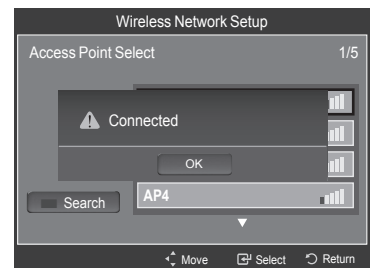 Wireless Network Setup
Access Point Select 1/5
Connected
OK
AP4
Search
Move Select Return